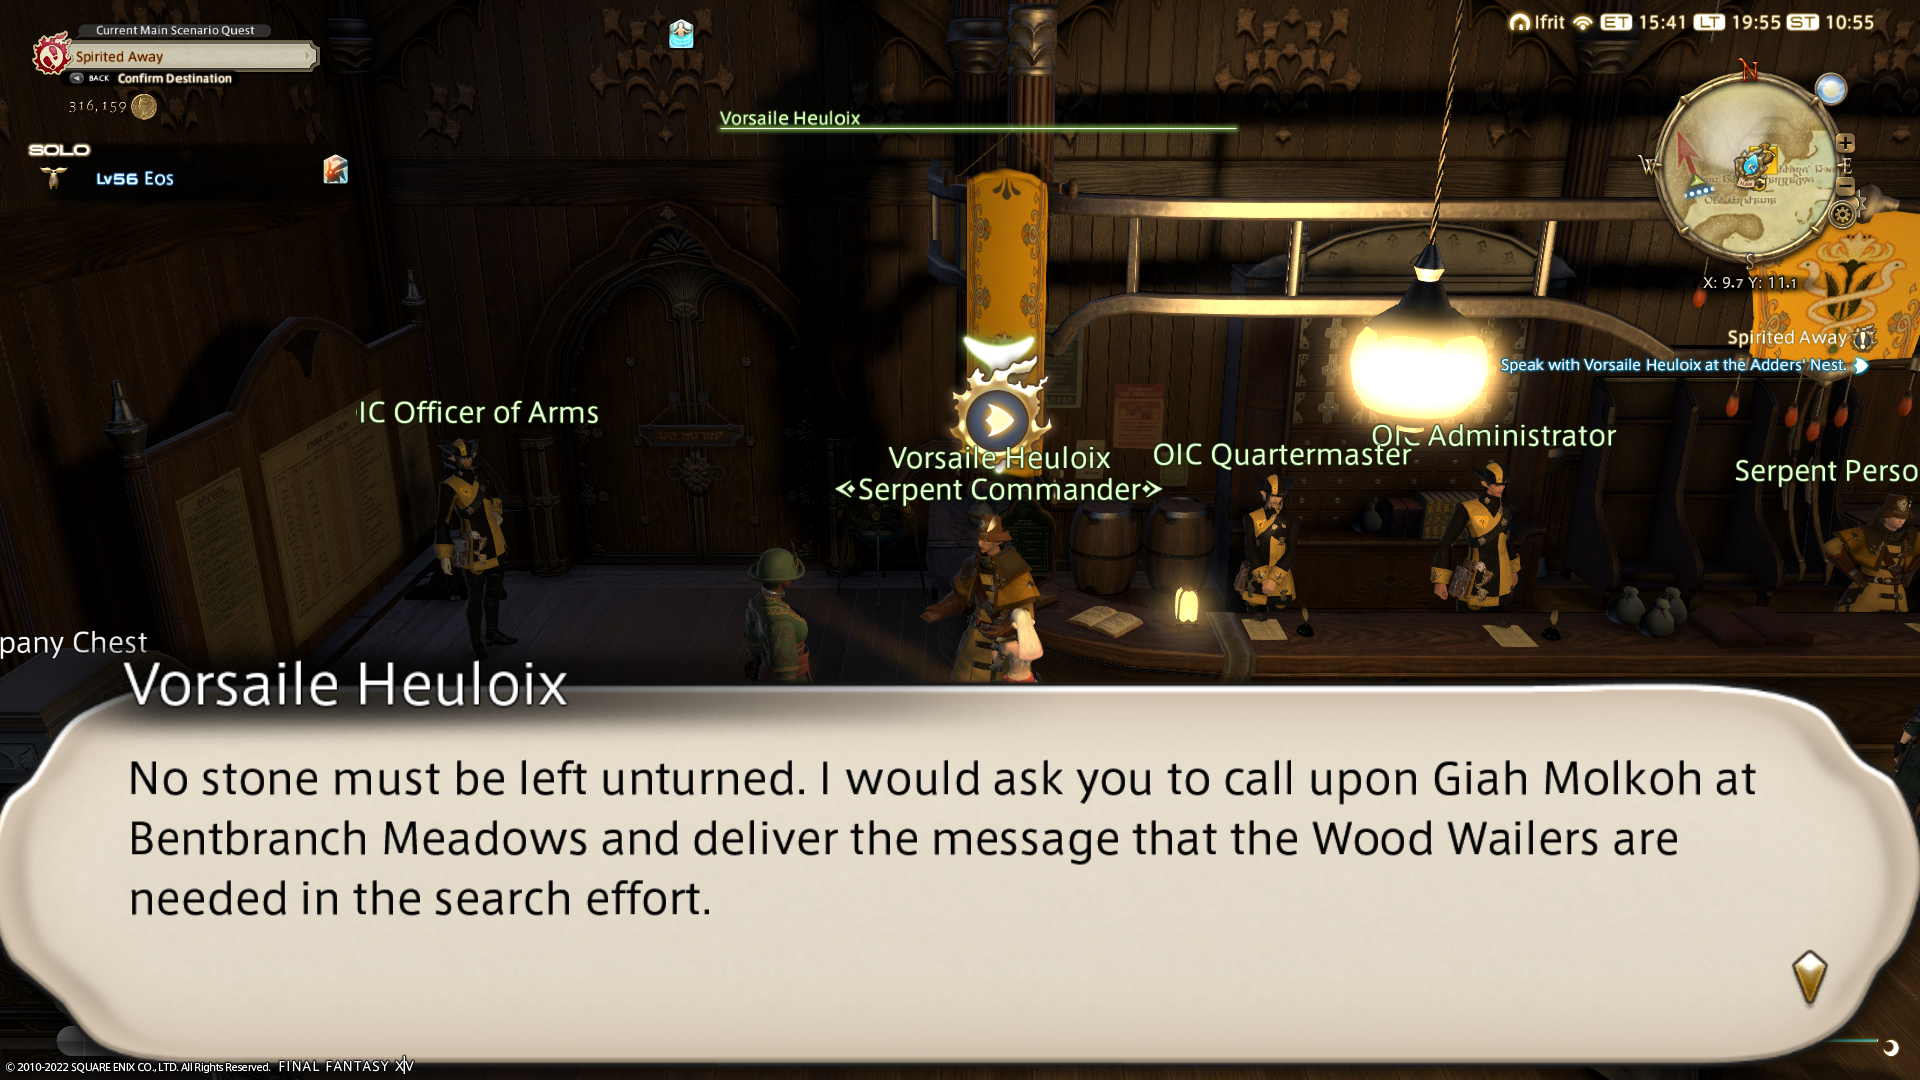 Current Main Scenario Quest
Spirited Away
BACK Confirm Destination
316,159
SOLO
Lv56 Eos
Vorsaile Heuloix
Ifrit ET 15:41 LT 19:55 ST 10:55
N
W
E
S
X: 9.7 Y: 11.1
Spirited Away
Speak with Vorsaile Heuloix at the Adders' Nest.
IC Officer of Arms
Vorsaile Heuloix
<Serpent Commander>
OIC Quartermaster
OIC Administrator
Serpent Perso
pany Chest
Vorsaile Heuloix
No stone must be left unturned. I would ask you to call upon Giah Molkoh at
Bentbranch Meadows and deliver the message that the Wood Wailers are
needed in the search effort.
© 2010-2022 SQUARE ENIX CO., LTD. All Rights Reserved. FINAL FANTASY XIV